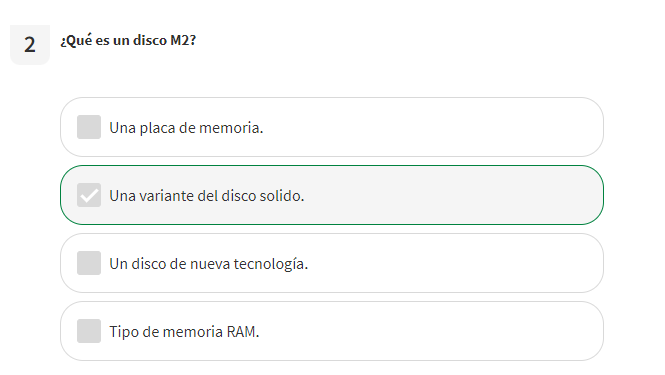 2 ¿Qué es un disco M2?
Una placa de memoria.
Una variante del disco solido.
Un disco de nueva tecnología.
Tipo de memoria RAM.